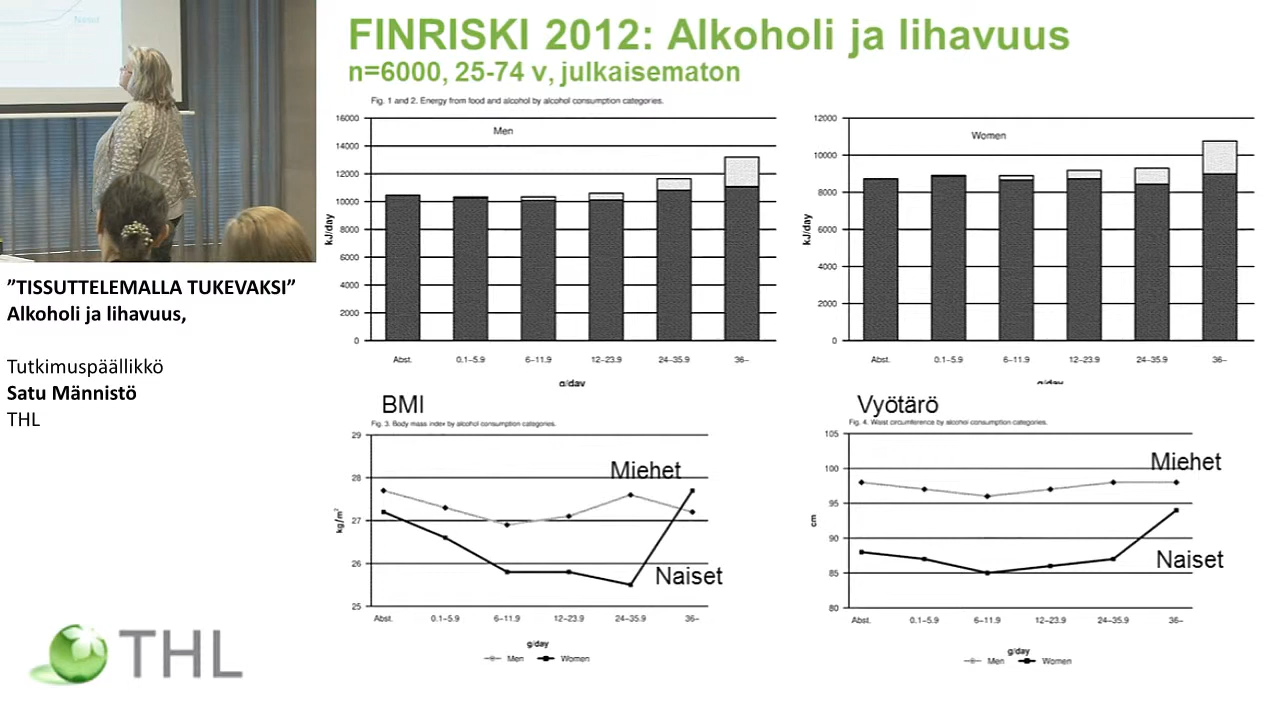 Naiset
FINRISKI 2012: Alkoholi ja lihavuus
n=6000, 25-74 v, julkaisematon
Fig. 1 and 2. Energy from food and alcohol by alcohol consumption categories.
Men
16000
14000
12000
10000
8000
6000
4000
2000
0
kJ/day
Abst. 0.1–5.9 6–11.9 12–23.9 24–35.9 36–
g/day
Women
12000
10000
8000
6000
4000
2000
0
kJ/day
Abst. 0.1–5.9 6–11.9 12–23.9 24–35.9 36–
g/day
”TISSUTTELEMALLA TUKEVAKSI”
Alkoholi ja lihavuus,
Tutkimuspäällikkö
Satu Männistö
THL
BMI
Fig. 3. Body mass index by alcohol consumption categories.
29
28
27
26
25
kg/m²
Miehet
Naiset
Abst. 0.1–5.9 6–11.9 12–23.9 24–35.9 36–
g/day
Men Women
Vyötärö
Fig. 4. Waist circumference by alcohol consumption categories.
105
100
95
90
85
80
cm
Miehet
Naiset
Abst. 0.1–5.9 6–11.9 12–23.9 24–35.9 36–
g/day
Men Women
THL